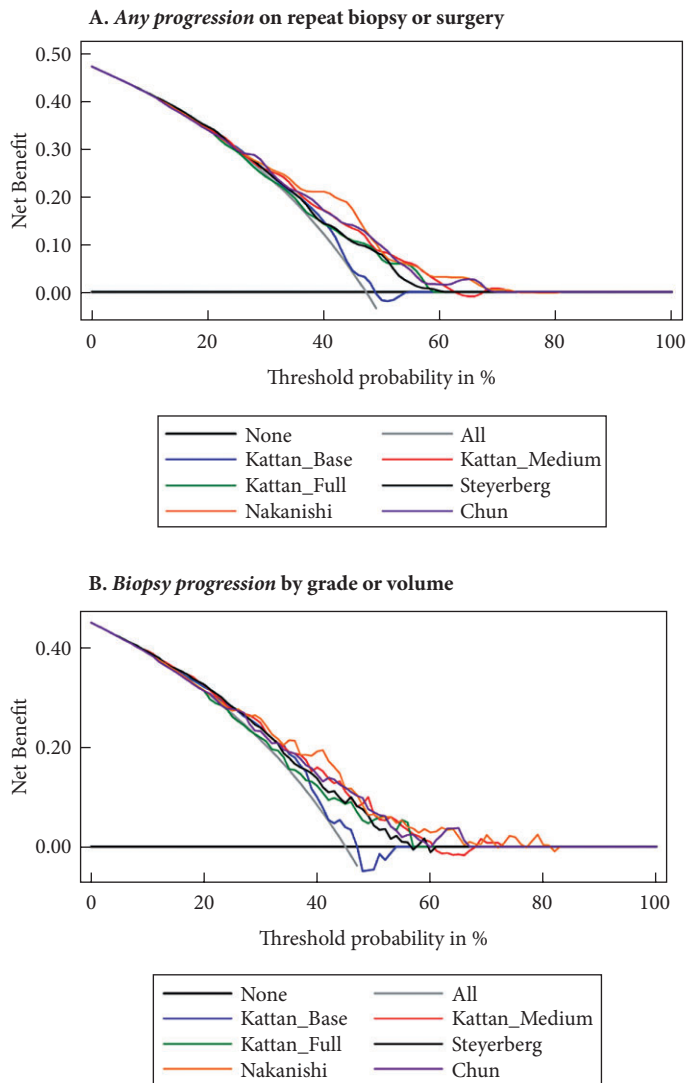 A. Any progression on repeat biopsy or surgery
0.50
0.40
0.30
0.20
0.10
0.00
Net Benefit
0 20 40 60 80 100
Threshold probability in %
None All
Kattan_Base Kattan_Medium
Kattan_Full Steyerberg
Nakanishi Chun
B. Biopsy progression by grade or volume
0.40
0.20
0.00
Net Benefit
0 20 40 60 80 100
Threshold probability in %
None All
Kattan_Base Kattan_Medium
Kattan_Full Steyerberg
Nakanishi Chun